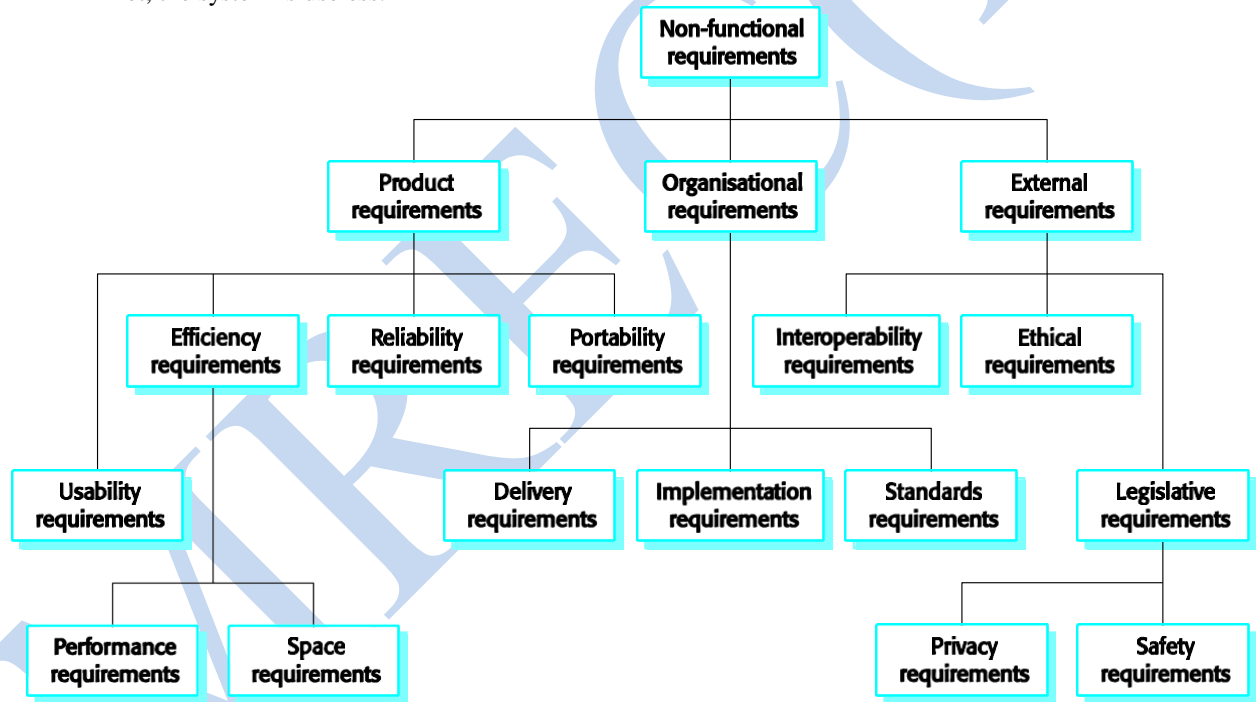 Non-functional
requirements
Product
requirements
Organisational
requirements
External
requirements
Efficiency
requirements
Reliability
requirements
Portability
requirements
Interoperability
requirements
Ethical
requirements
Usability
requirements
Delivery
requirements
Implementation
requirements
Standards
requirements
Legislative
requirements
Performance
requirements
Space
requirements
Privacy
requirements
Safety
requirements